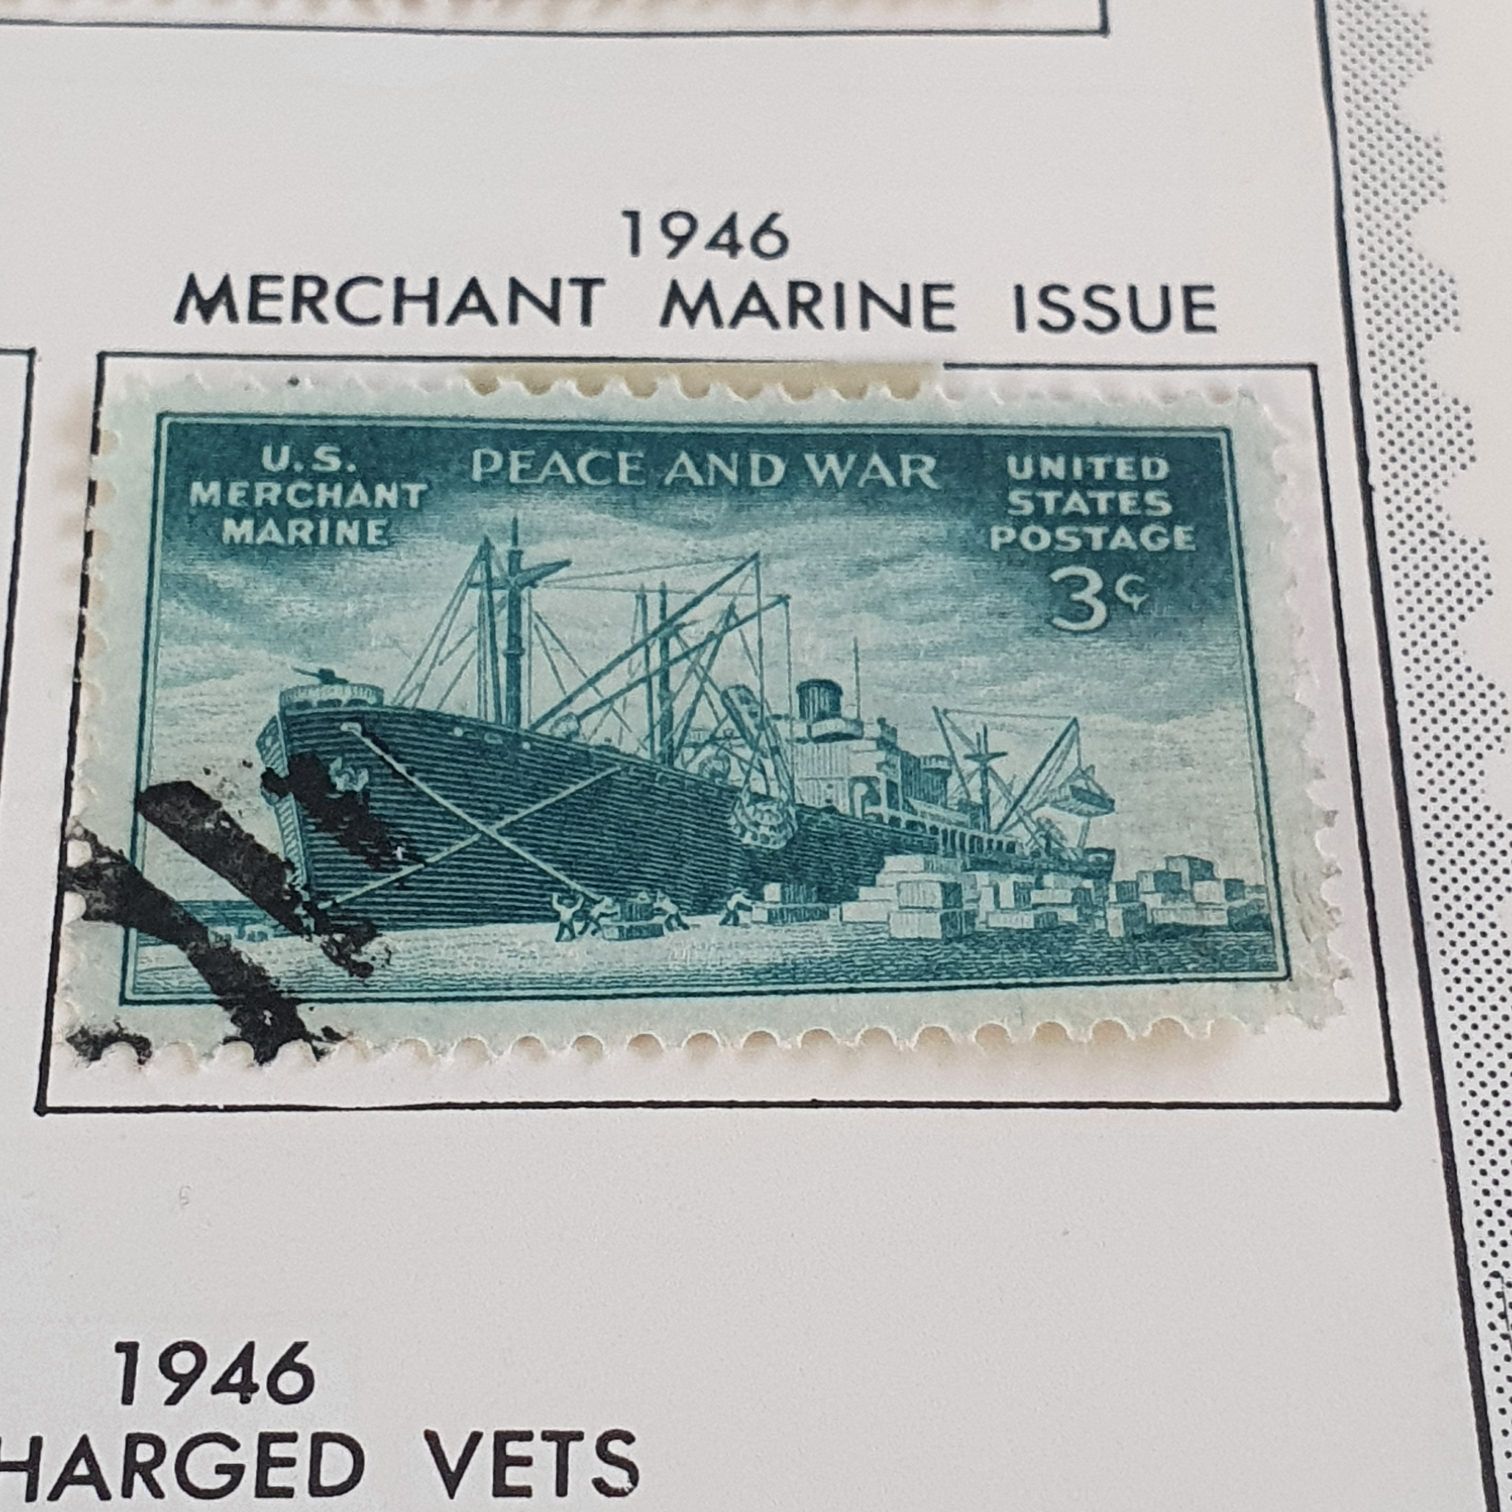 1946
MERCHANT MARINE ISSUE
U.S.
MERCHANT
MARINE
PEACE AND WAR
UNITED
STATES
POSTAGE
3¢
1946
HARGED VETS